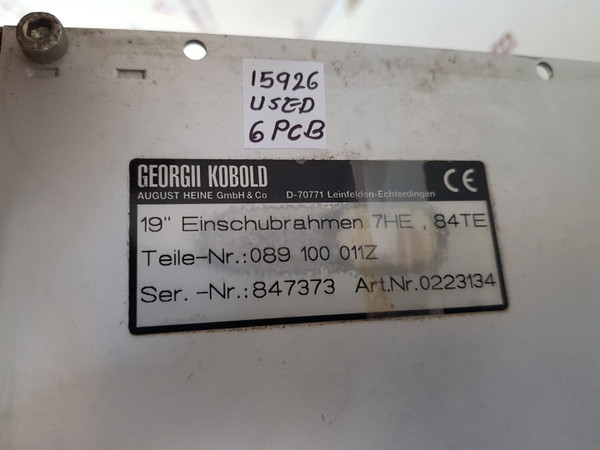 15926
USED
6 PCB
GEORGII KOBOLD
AUGUST HEINE GmbH & Co D-70771 Leinfelden-Echterdingen CE
19" Einschubrahmen 7HE , 84TE
Teile-Nr.:089 100 011Z
Ser. -Nr.:847373 Art.Nr.0223134